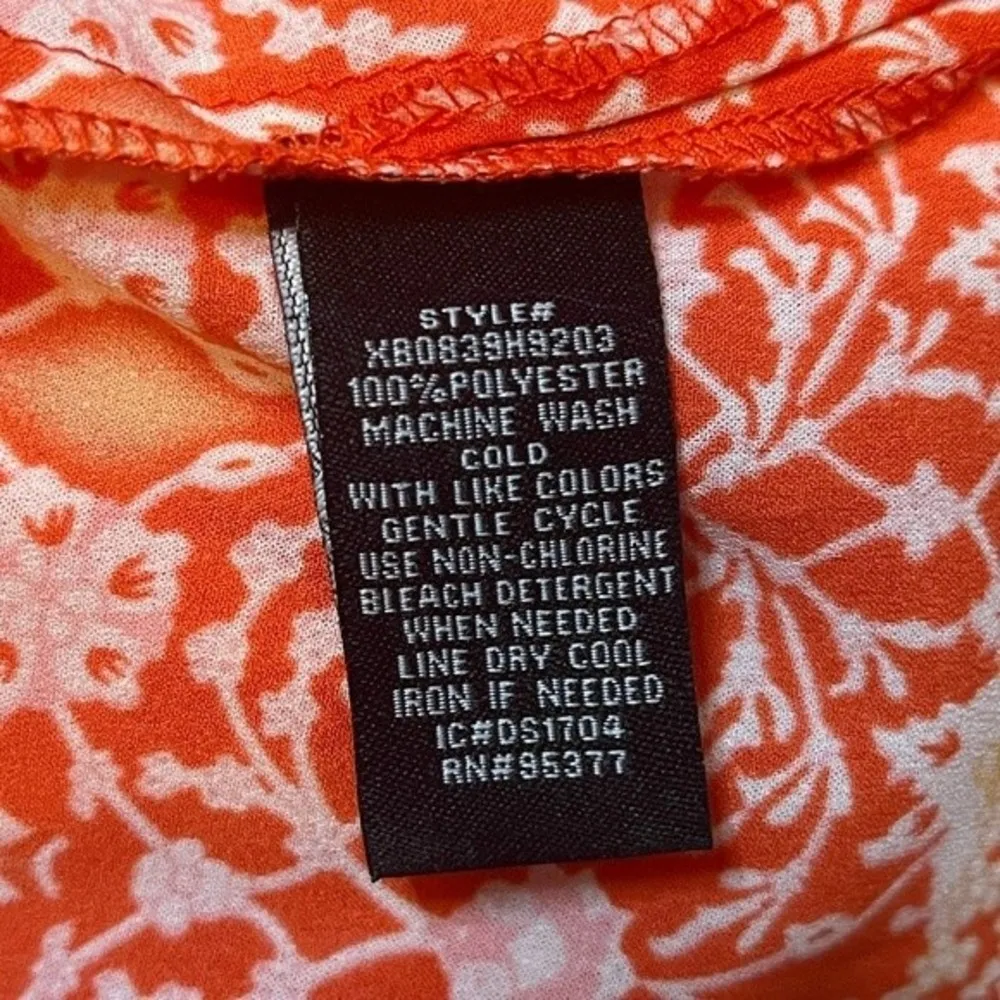 STYLE#
XB0839H9203
100%POLYESTER
MACHINE WASH
COLD
WITH LIKE COLORS
GENTLE CYCLE
USE NON-CHLORINE
BLEACH DETERGENT
WHEN NEEDED
LINE DRY COOL
IRON IF NEEDED
IC#DS1704
RN#95377